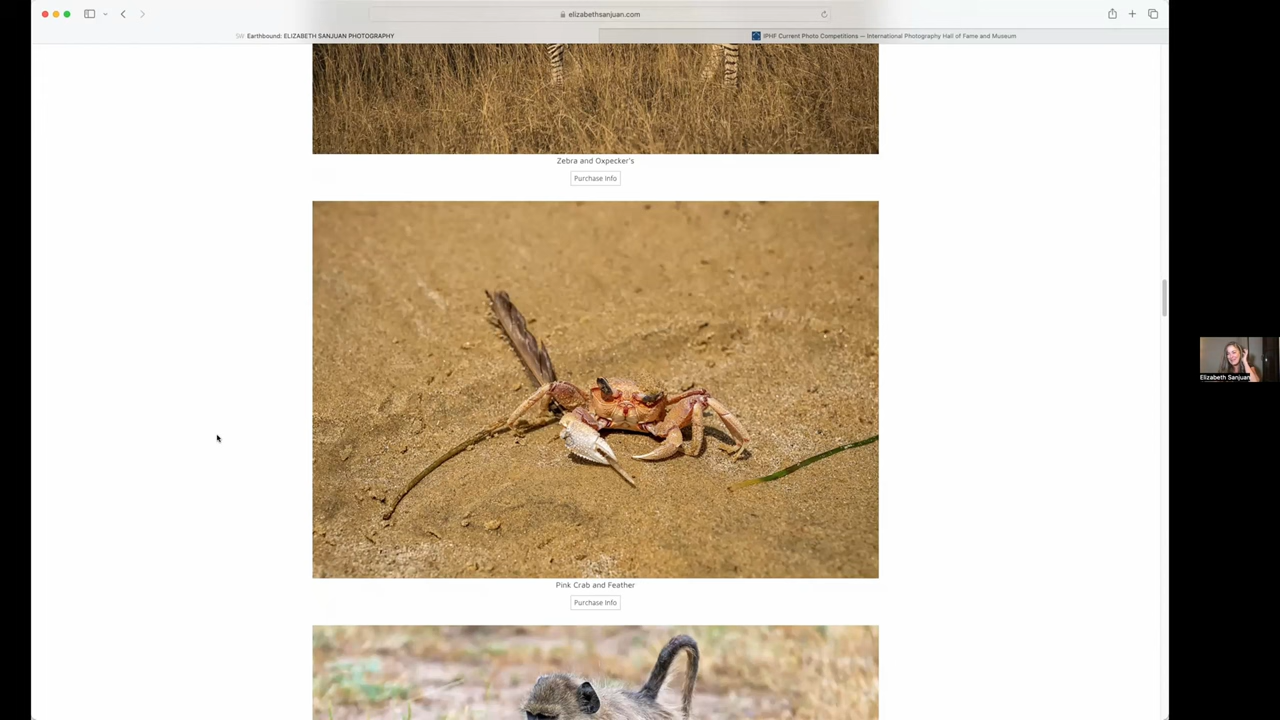 elizabethsanjuan.com
SW Earthbound: ELIZABETH SANJUAN PHOTOGRAPHY
IPHF Current Photo Competitions — International Photography Hall of Fame and Museum
Zebra and Oxpecker's
Purchase Info
Elizabeth Sanjuan
Pink Crab and Feather
Purchase Info